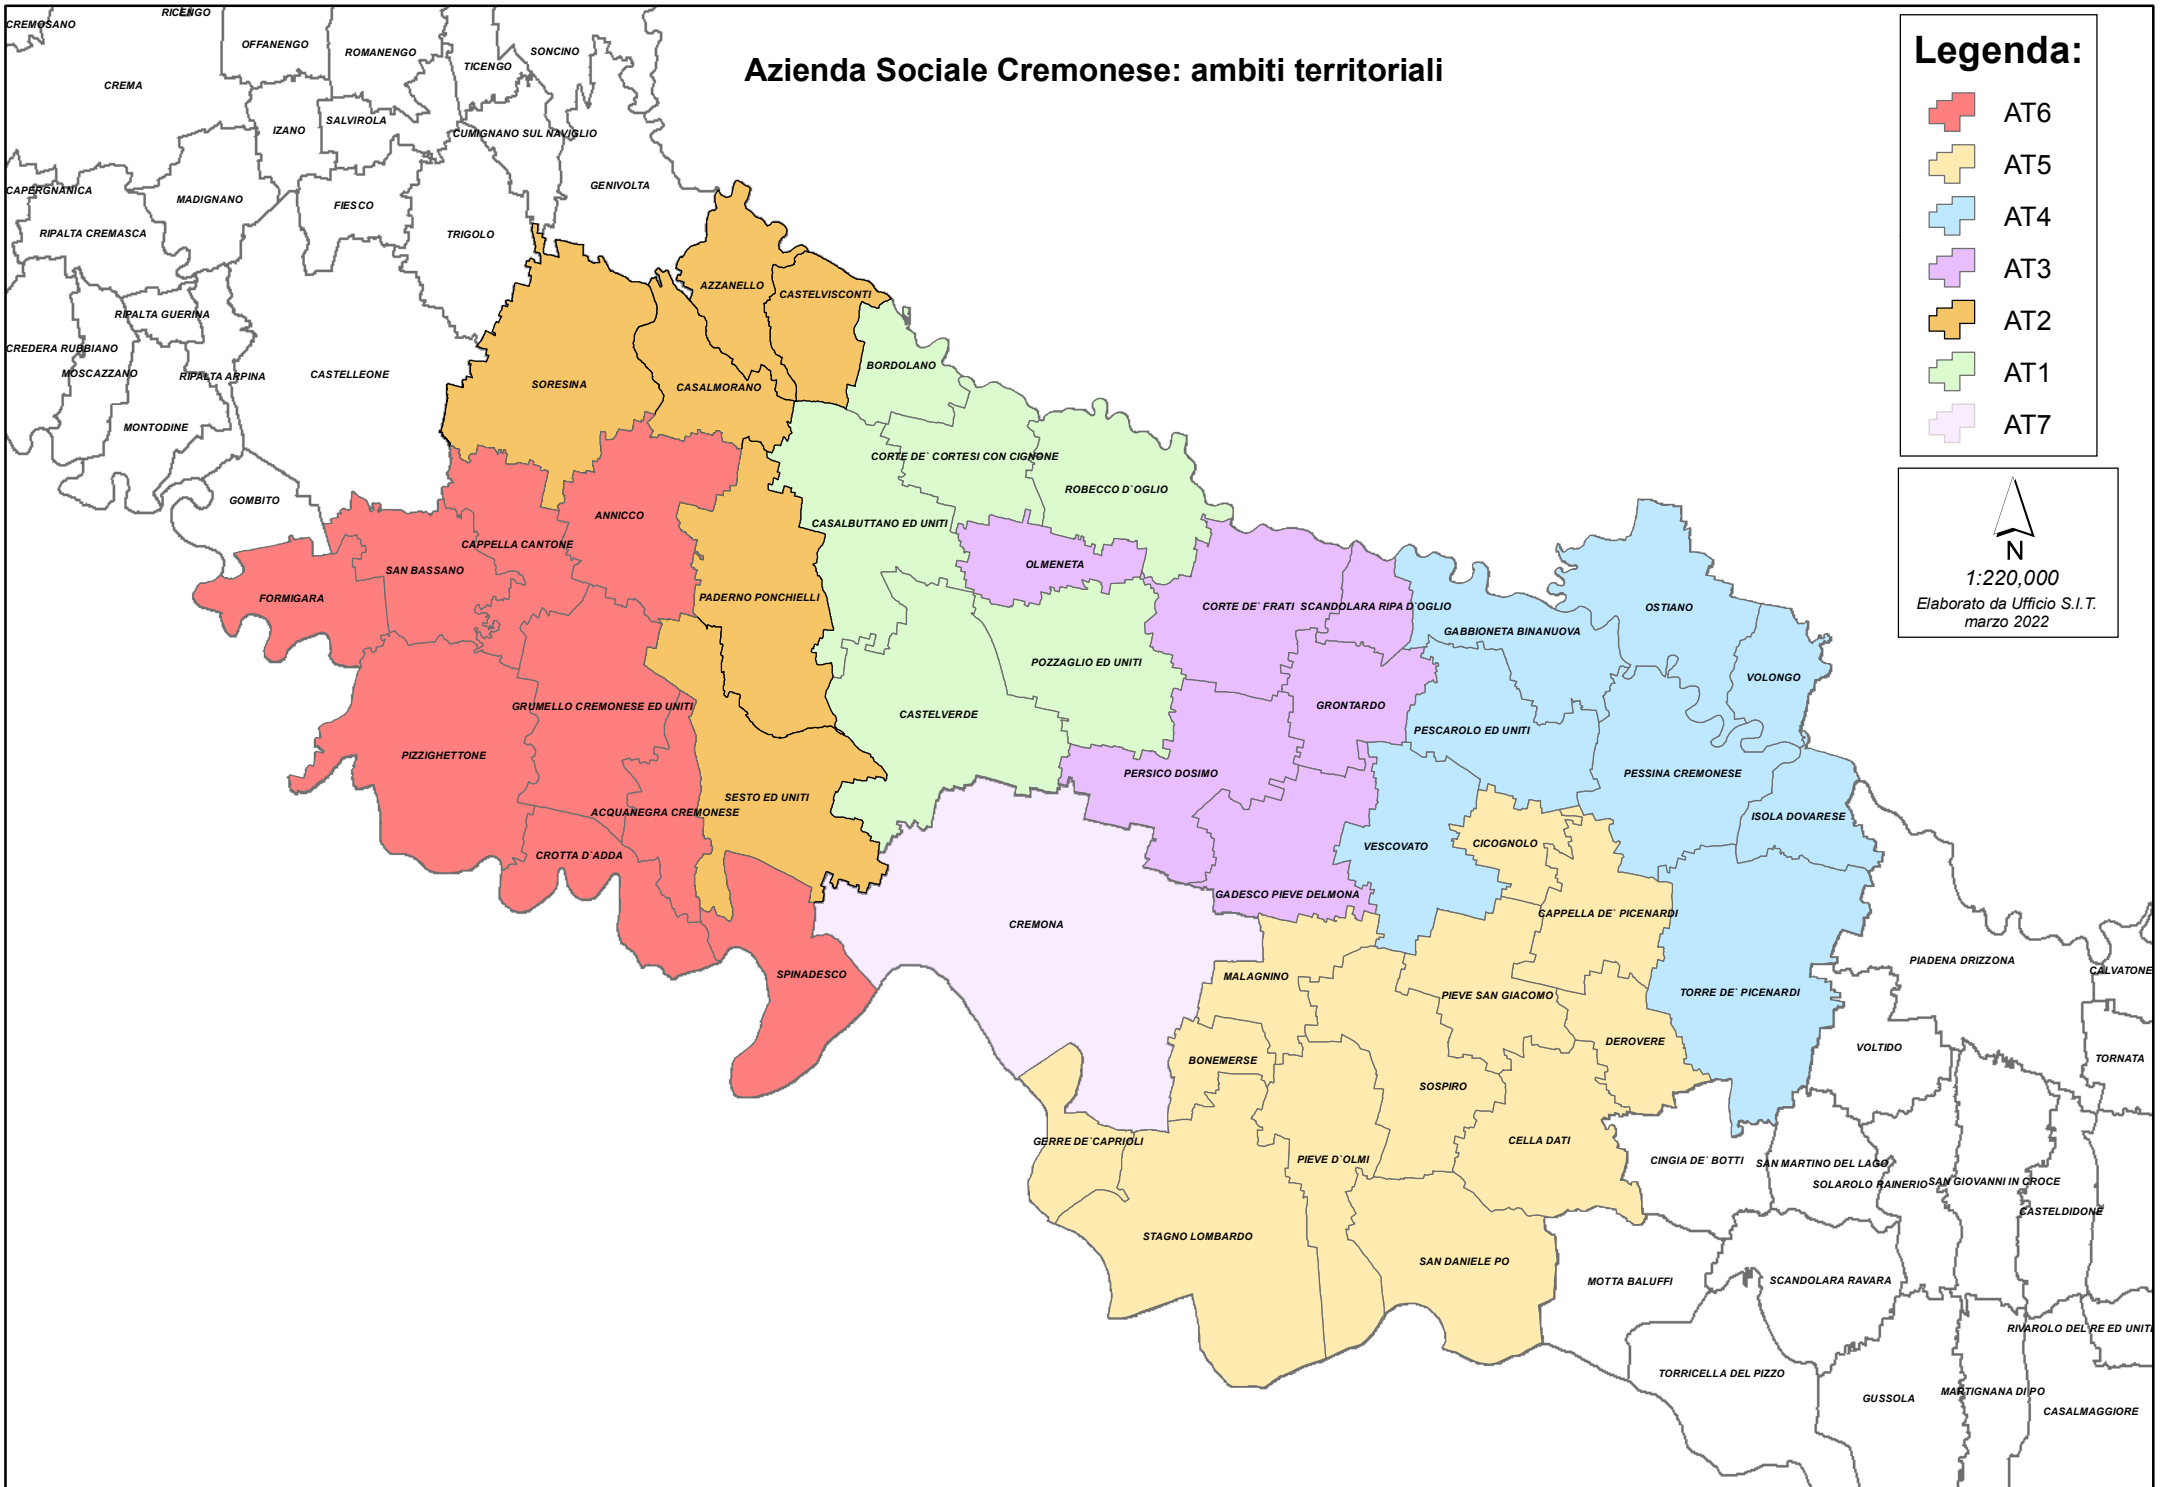 Azienda Sociale Cremonese: ambiti territoriali
Legenda:
AT6
AT5
AT4
AT3
AT2
AT1
AT7
N
1:220,000
Elaborato da Ufficio S.I.T.
marzo 2022
CREMOSANO
RICENGO
OFFANENGO
ROMANENGO
TICENGO
SONCINO
CREMA
IZANO
SALVIROLA
CUMIGNANO SUL NAVIGLIO
GENIVOLTA
CAPERGNANICA
MADIGNANO
FIESCO
RIPALTA CREMASCA
TRIGOLO
RIPALTA GUERINA
CREDERA RUBBIANO
MOSCAZZANO
RIPALTA ARPINA
CASTELLEONE
MONTODINE
GOMBITO
AZZANELLO
CASTELVISCONTI
SORESINA
CASALMORANO
BORDOLANO
CORTE DE` CORTESI CON CIGNONE
ROBECCO D`OGLIO
ANNICCO
CASALBUTTANO ED UNITI
CAPPELLA CANTONE
SAN BASSANO
OLMENETA
FORMIGARA
PADERNO PONCHIELLI
CORTE DE` FRATI
SCANDOLARA RIPA D`OGLIO
OSTIANO
GABBIONETA BINANUOVA
POZZAGLIO ED UNITI
VOLONGO
GRUMELLO CREMONESE ED UNITI
CASTELVERDE
GRONTARDO
PESCAROLO ED UNITI
PIZZIGHETTONE
PERSICO DOSIMO
PESSINA CREMONESE
SESTO ED UNITI
ACQUANEGRA CREMONESE
ISOLA DOVARESE
CROTTA D`ADDA
VESCOVATO
CICOGNOLO
GADESCO PIEVE DELMONA
CAPPELLA DE` PICENARDI
CREMONA
SPINADESCO
MALAGNINO
PIEVE SAN GIACOMO
TORRE DE` PICENARDI
PIADENA DRIZZONA
CALVATONE
BONEMERSE
DEROVERE
VOLTIDO
TORNATA
SOSPIRO
GERRE DE`CAPRIOLI
CELLA DATI
PIEVE D`OLMI
CINGIA DE` BOTTI
SAN MARTINO DEL LAGO
SOLAROLO RAINERIO
SAN GIOVANNI IN CROCE
CASTELDIDONE
STAGNO LOMBARDO
SAN DANIELE PO
MOTTA BALUFFI
SCANDOLARA RAVARA
RIVAROLO DEL RE ED UNITI
TORRICELLA DEL PIZZO
GUSSOLA
MARTIGNANA DI PO
CASALMAGGIORE